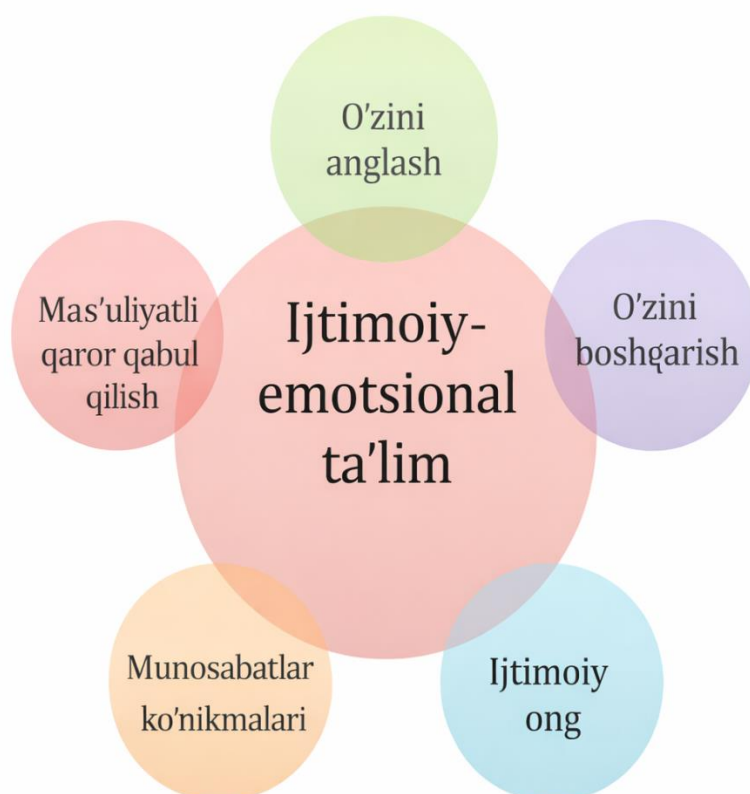 O'zini
anglash
Mas'uliyatli
qaror qabul
qilish
Ijtimoiy-
emotsional
ta'lim
O'zini
boshqarish
Munosabatlar
ko'nikmalari
Ijtimoiy
ong